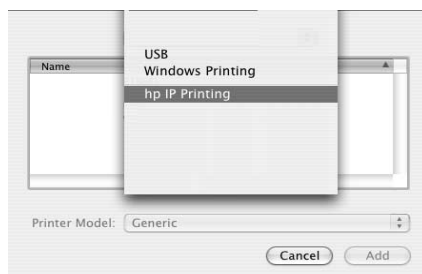 USB
Windows Printing
Name
hp IP Printing
Printer Model: Generic
Cancel Add